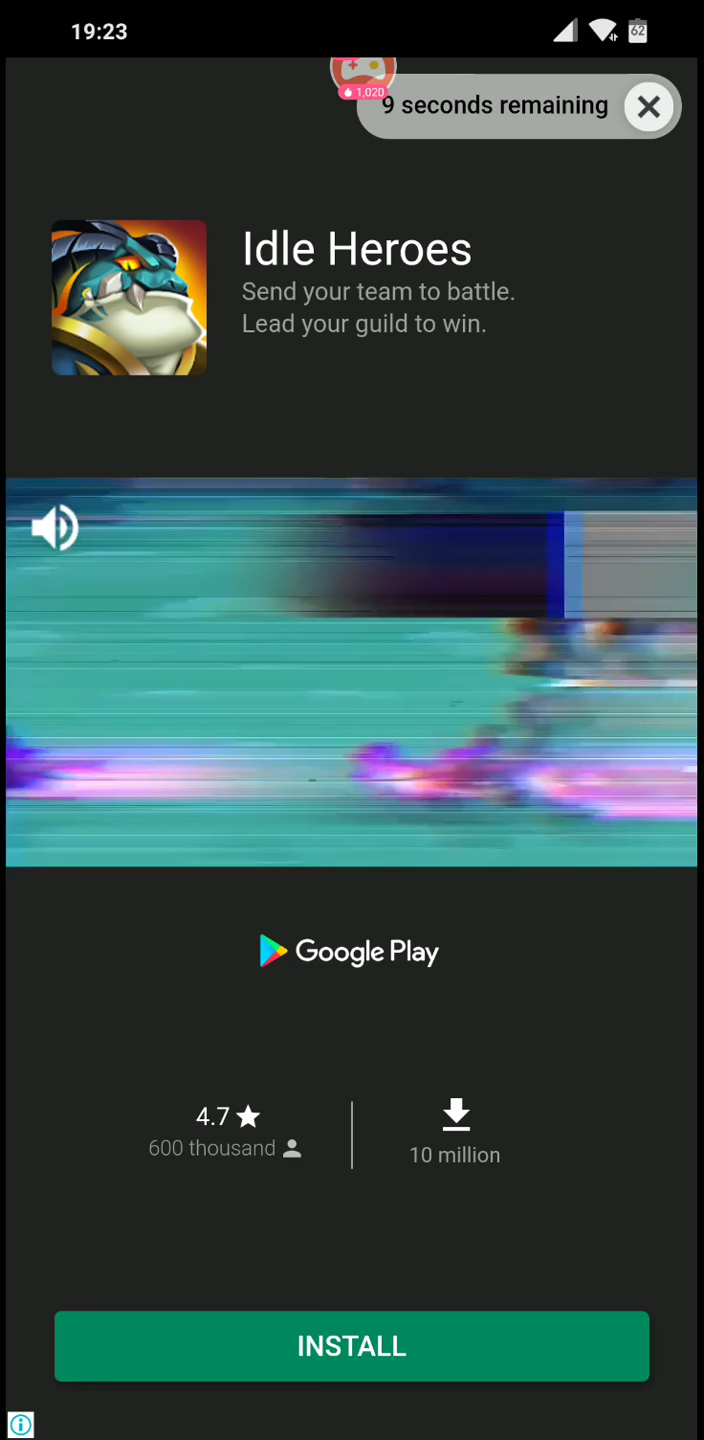 19:23
62
1,020
9 seconds remaining
Idle Heroes
Send your team to battle.
Lead your guild to win.
Google Play
4.7
600 thousand
10 million
INSTALL